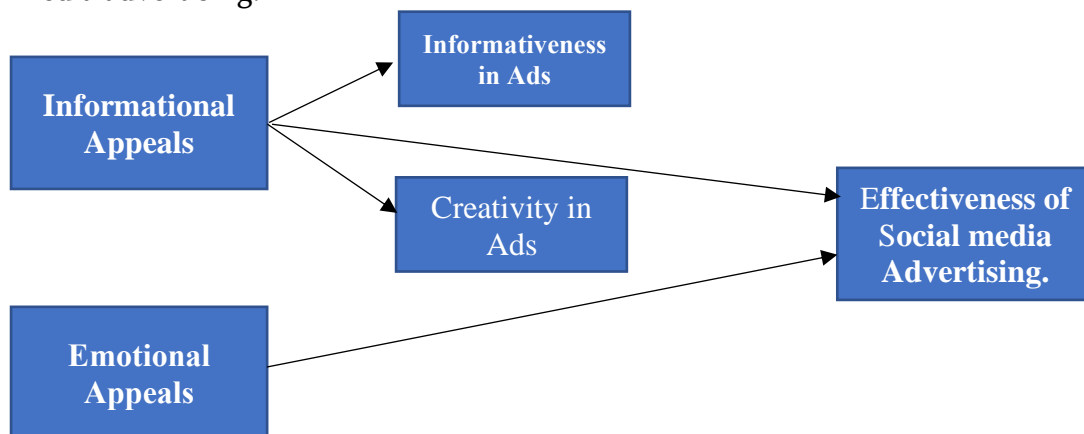 Informativeness
in Ads
Informational
Appeals
Creativity in
Ads
Effectiveness of
Social media
Advertising.
Emotional
Appeals